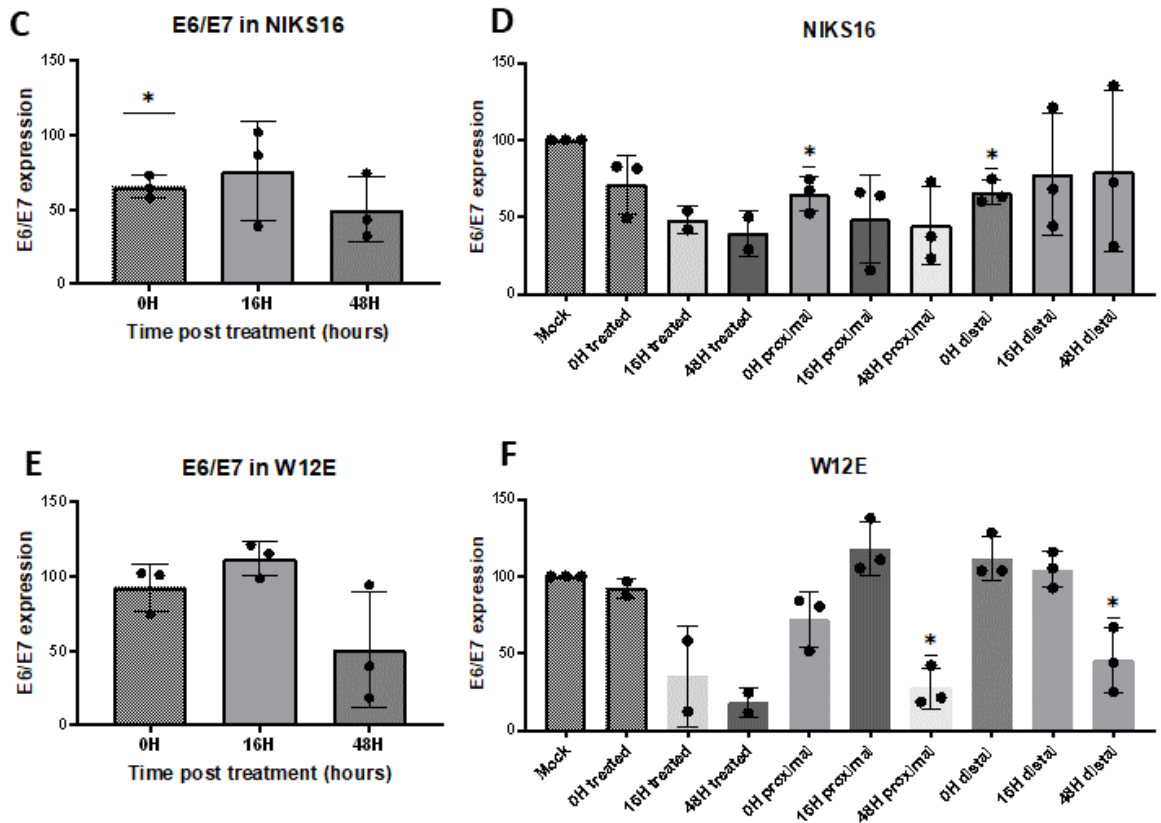 C
E6/E7 in NIKS16
E6/E7 expression
150
100
50
0
*
0H
16H
48H
Time post treatment (hours)
D
NIKS16
E6/E7 expression
150
100
50
0
*
*
Mock
0H treated
16H treated
48H treated
0H proximal
16H proximal
48H proximal
0H distal
16H distal
48H distal
E
E6/E7 in W12E
E6/E7 expression
150
100
50
0
0H
16H
48H
Time post treatment (hours)
F
W12E
E6/E7 expression
150
100
50
0
*
*
Mock
0H treated
16H treated
48H treated
0H proximal
16H proximal
48H proximal
0H distal
16H distal
48H distal